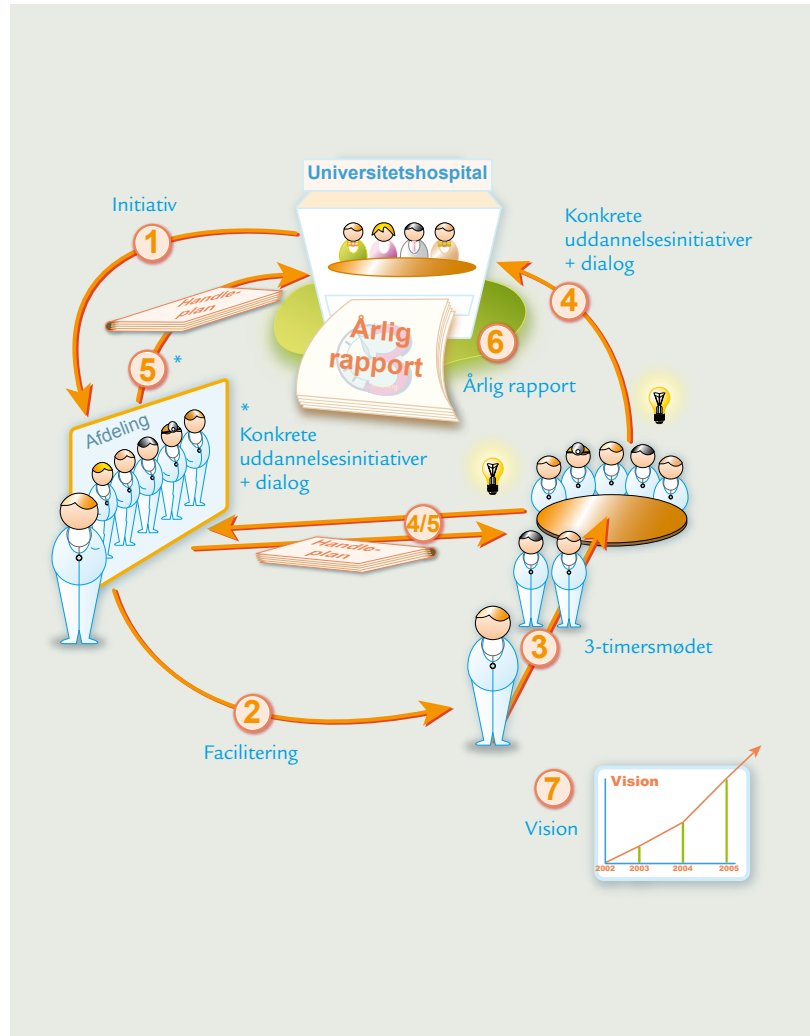 Universitetshospital
Initiativ
1
Konkrete
uddannelsesinitiativer
+ dialog
4
Handle-
plan
Årlig
rapport
6
Årlig rapport
5
*
Afdeling
*
Konkrete
uddannelsesinitiativer
+ dialog
4/5
Handle-
plan
3
3-timersmødet
2
Facilitering
7
Vision
Vision
2002
2003
2004
2005